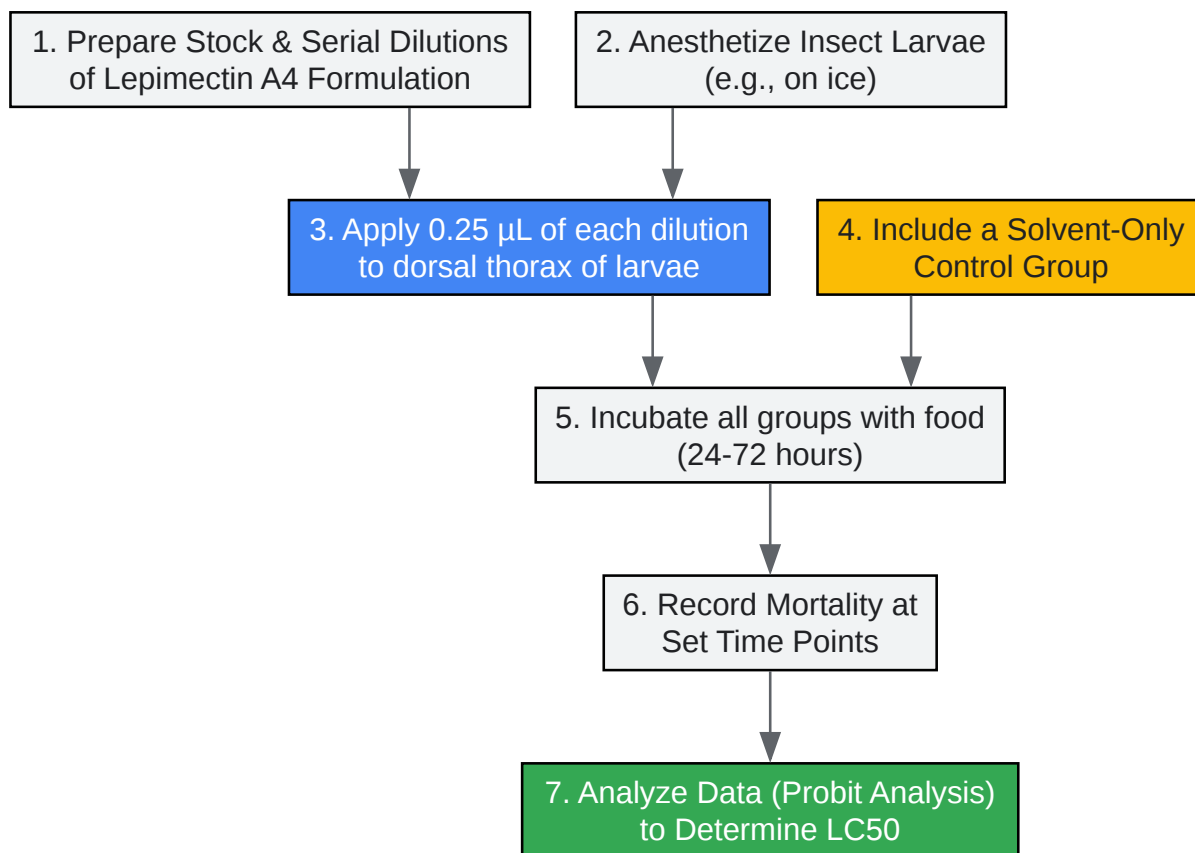 1. Prepare Stock & Serial Dilutions
of Lepimectin A4 Formulation
2. Anesthetize Insect Larvae
(e.g., on ice)
3. Apply 0.25 µL of each dilution
to dorsal thorax of larvae
4. Include a Solvent-Only
Control Group
5. Incubate all groups with food
(24-72 hours)
6. Record Mortality at
Set Time Points
7. Analyze Data (Probit Analysis)
to Determine LC50